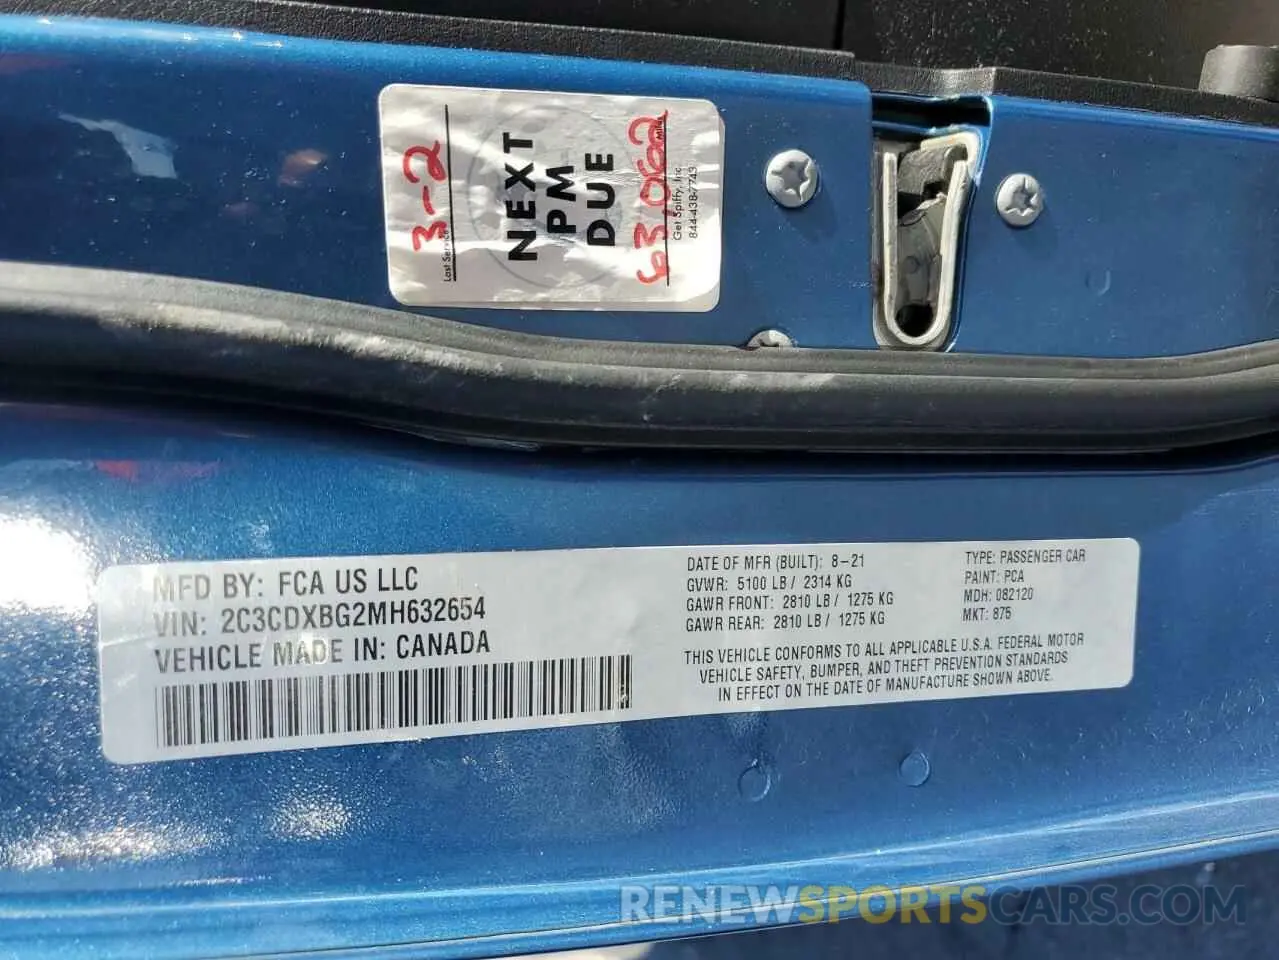 Last Service
3-2
NEXT
PM
DUE
63,062
Miles
Get Spiffy, Inc
844-438-7743
MFD BY: FCA US LLC
VIN: 2C3CDXBG2MH632654
VEHICLE MADE IN: CANADA
DATE OF MFR (BUILT): 8-21
GVWR: 5100 LB / 2314 KG
GAWR FRONT: 2810 LB / 1275 KG
GAWR REAR: 2810 LB / 1275 KG
TYPE: PASSENGER CAR
PAINT: PCA
MDH: 082120
MKT: 875
THIS VEHICLE CONFORMS TO ALL APPLICABLE U.S.A. FEDERAL MOTOR
VEHICLE SAFETY, BUMPER, AND THEFT PREVENTION STANDARDS
IN EFFECT ON THE DATE OF MANUFACTURE SHOWN ABOVE.
RENEWSPORTSCARS.COM